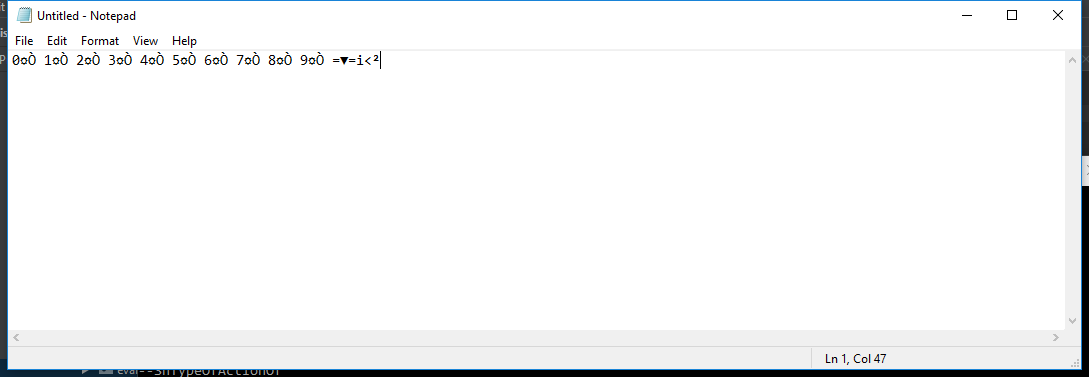 Untitled - Notepad
File Edit Format View Help
0¤Ò 1¤Ò 2¤Ò 3¤Ò 4¤Ò 5¤Ò 6¤Ò 7¤Ò 8¤Ò 9¤Ò =▼=i<²
Ln 1, Col 47